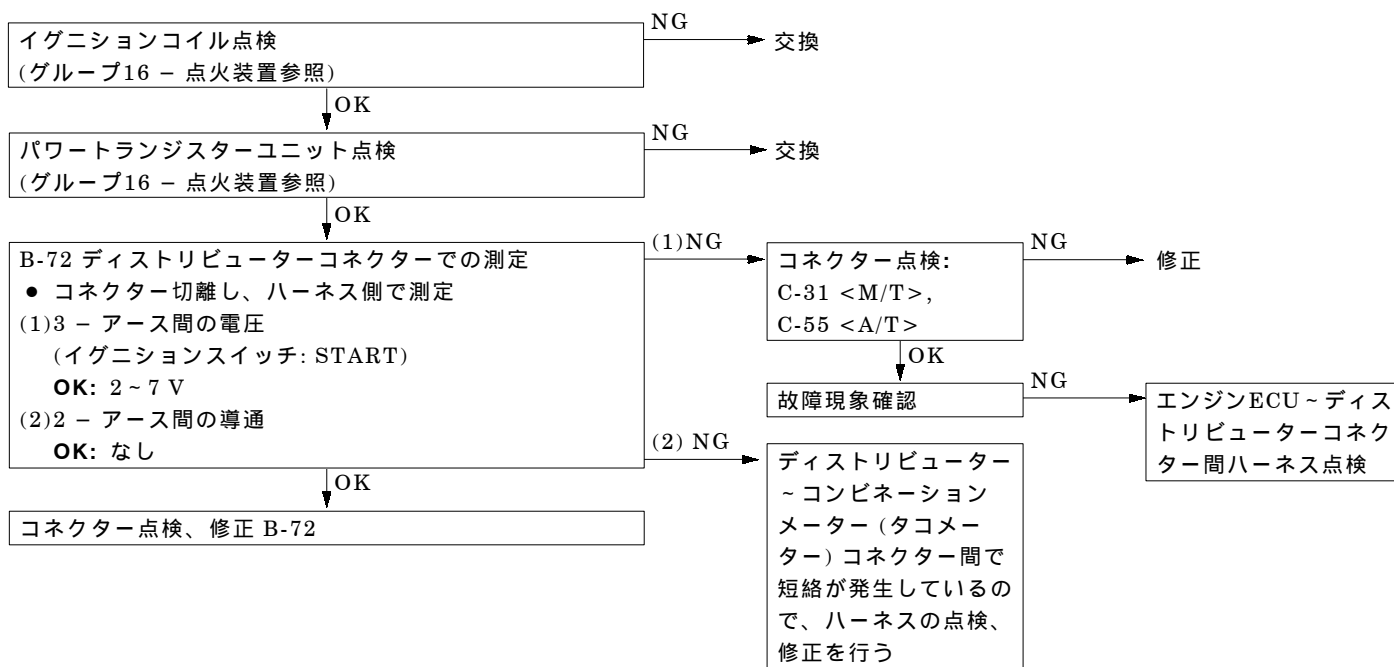 イグニションコイル点検
(グループ16 – 点火装置参照)
NG
交換
OK
パワートランジスターユニット点検
(グループ16 – 点火装置参照)
NG
交換
OK
B-72 ディストリビューターコネクターでの測定
● コネクター切離し、ハーネス側で測定
(1)3 – アース間の電圧
(イグニションスイッチ: START)
OK: 2 ~ 7 V
(2)2 – アース間の導通
OK: なし
(1)NG
コネクター点検:
C-31 <M/T>,
C-55 <A/T>
NG
修正
OK
故障現象確認
NG
エンジンECU ~ ディス
トリビューターコネク
ター間ハーネス点検
(2) NG
ディストリビューター
~ コンビネーション
メーター (タコメー
ター) コネクター間で
短絡が発生しているの
で、ハーネスの点検、
修正を行う
OK
コネクター点検、修正 B-72